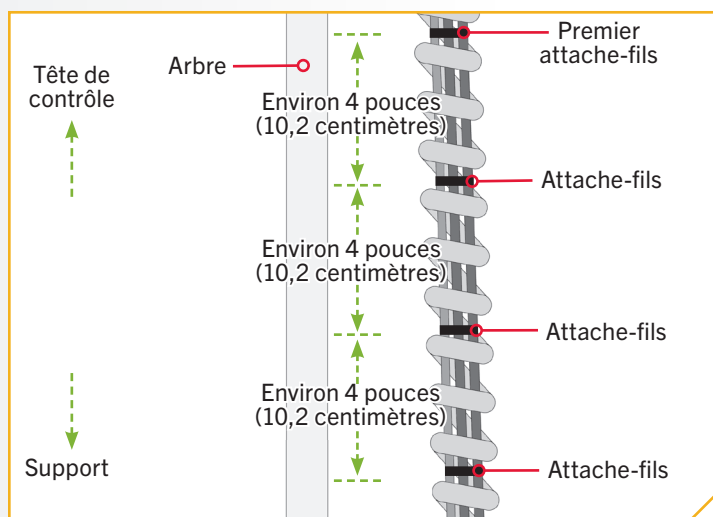 Tête de
contrôle
Arbre
Premier
attache-fils
Environ 4 pouces
(10,2 centimètres)
Attache-fils
Environ 4 pouces
(10,2 centimètres)
Attache-fils
Environ 4 pouces
(10,2 centimètres)
Support
Attache-fils